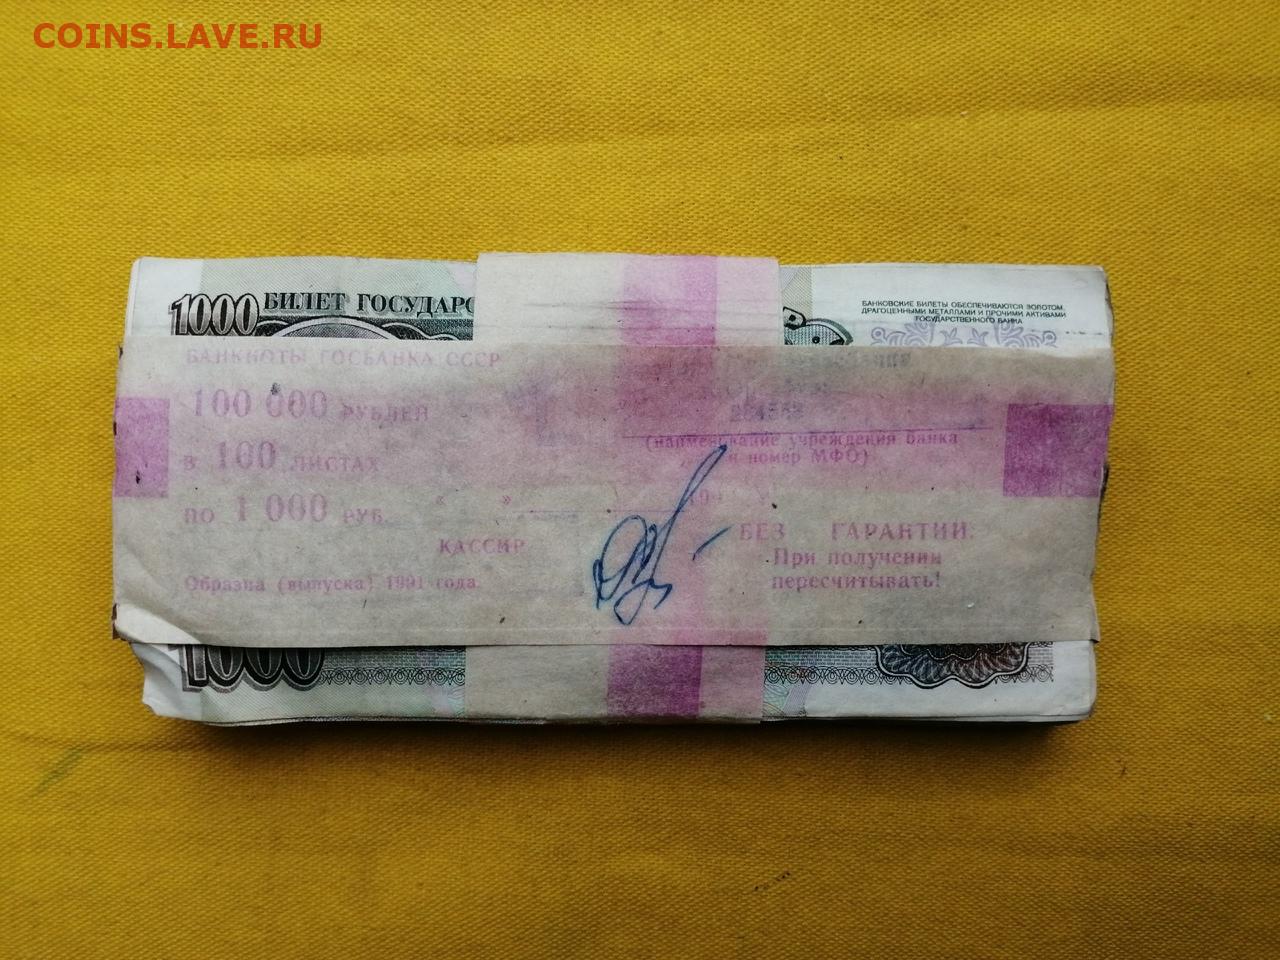 COINS.LAVE.RU
1000 БИЛЕТ ГОСУДАРС
БАНКОВСКИЕ БИЛЕТЫ ОБЕСПЕЧИВАЮТСЯ ЗОЛОТОМ,
ДРАГОЦЕННЫМИ МЕТАЛЛАМИ И ПРОЧИМИ АКТИВАМИ
ГОСУДАРСТВЕННОГО БАНКА
БАНКНОТЫ ГОСБАНКА СССР
100 000 РУБЛЕЙ
В 100 ЛИСТАХ
ПО 1 000 РУБ.
(наименование учреждения банка
и номер МФО)
« » 19
КАССИР
БЕЗ ГАРАНТИИ.
При получении
пересчитывать!
Образца (выпуска) 1991 года
1000